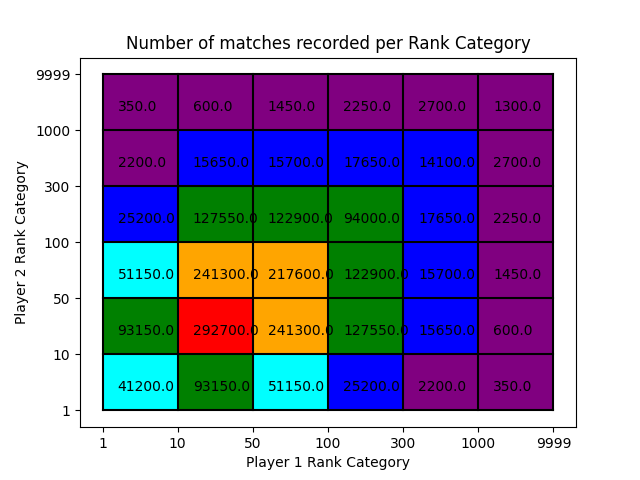 Number of matches recorded per Rank Category
9999
350.0 600.0 1450.0 2250.0 2700.0 1300.0
1000
2200.0 15650.0 15700.0 17650.0 14100.0 2700.0
300
25200.0 127550.0 122900.0 94000.0 17650.0 2250.0
100
51150.0 241300.0 217600.0 122900.0 15700.0 1450.0
50
93150.0 292700.0 241300.0 127550.0 15650.0 600.0
10
41200.0 93150.0 51150.0 25200.0 2200.0 350.0
1
1 10 50 100 300 1000 9999
Player 1 Rank Category
Player 2 Rank Category